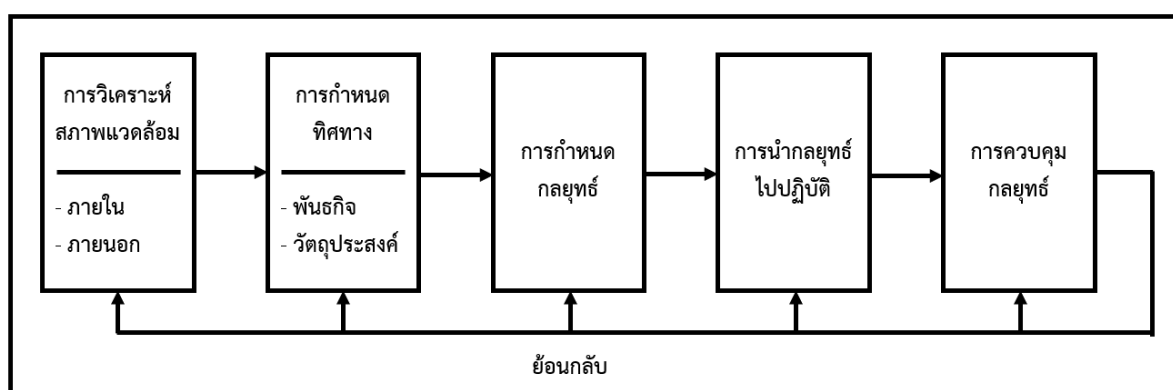 การวิเคราะห์
สภาพแวดล้อม
- ภายใน
- ภายนอก
การกำหนด
ทิศทาง
- พันธกิจ
- วัตถุประสงค์
การกำหนด
กลยุทธ์
การนำกลยุทธ์
ไปปฏิบัติ
การควบคุม
กลยุทธ์
ย้อนกลับ